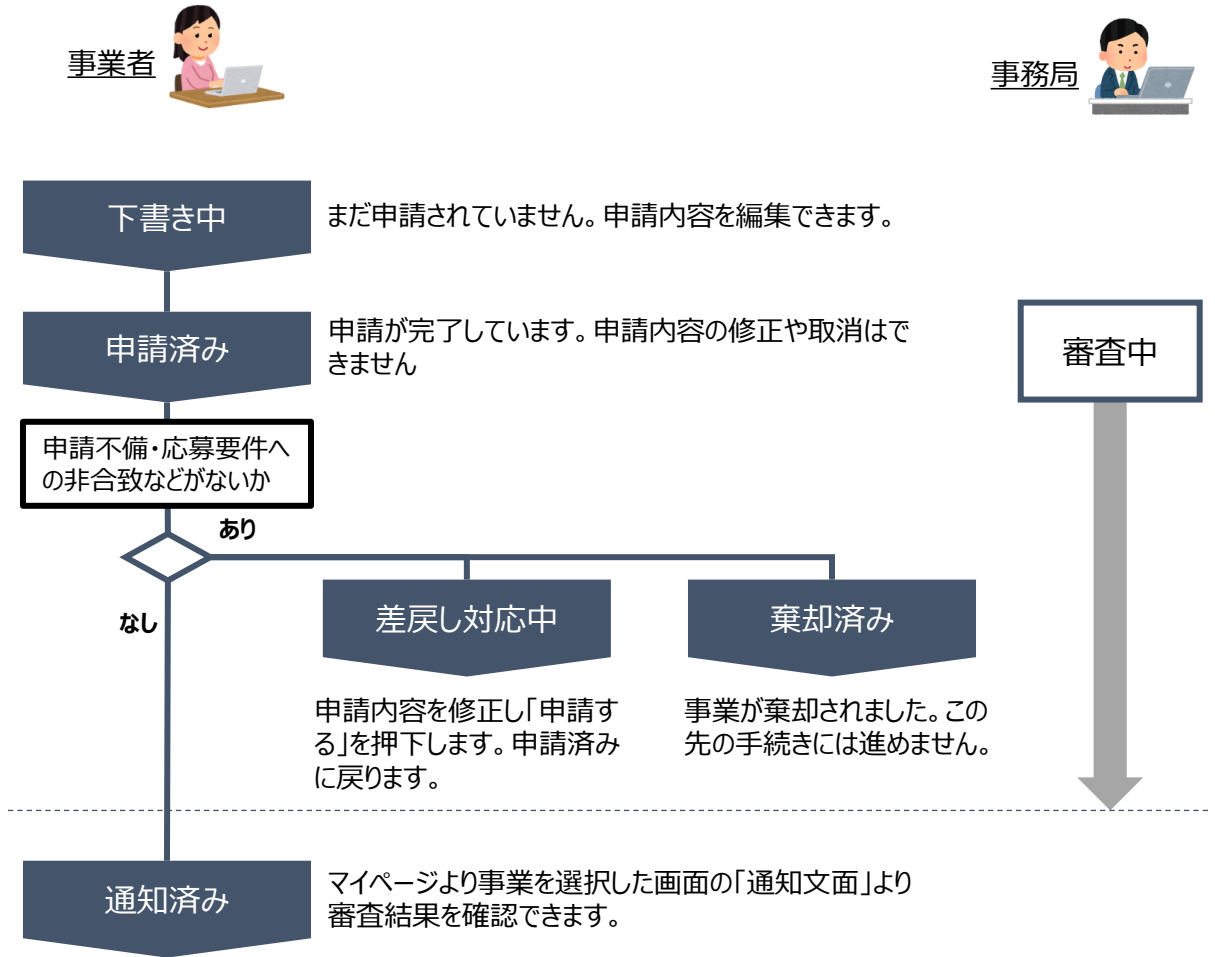 事業者
事務局
下書き中
まだ申請されていません。申請内容を編集できます。
申請済み
申請が完了しています。申請内容の修正や取消はで
きません
審査中
申請不備・応募要件へ
の非合致などがないか
あり
なし
差戻し対応中
棄却済み
申請内容を修正し「申請す
る」を押下します。申請済み
に戻ります。
事業が棄却されました。この
先の手続きには進めません。
通知済み
マイページより事業を選択した画面の「通知文面」より
審査結果を確認できます。